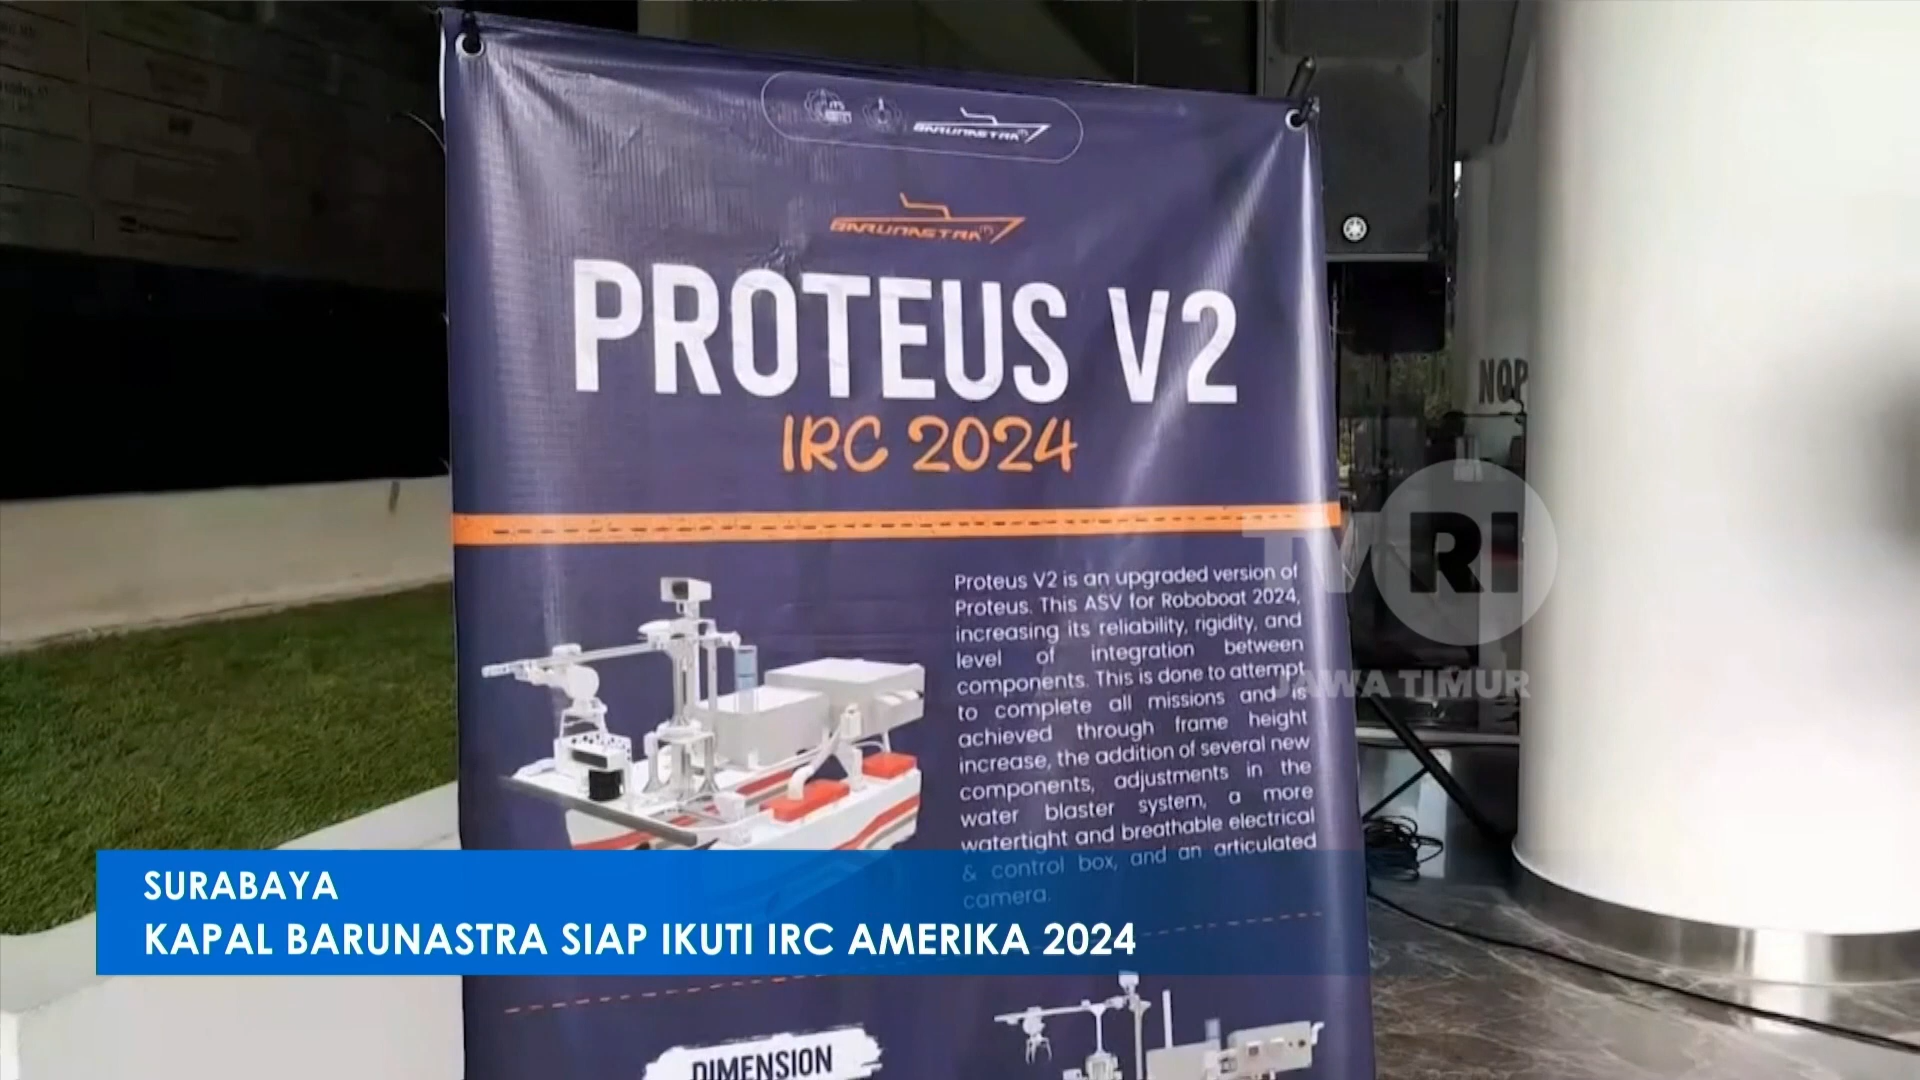 BARUNASTRA
BARUNASTRA
PROTEUS V2
IRC 2024
Proteus V2 is an upgraded version of
Proteus. This ASV for Roboboat 2024,
increasing its reliability, rigidity, and
level of integration between
components. This is done to attempt
to complete all missions and is
achieved through frame height
increase, the addition of several new
components, adjustments in the
water blaster system, a more
watertight and breathable electrical
& control box, and an articulated
camera.
DIMENSION
NOP
TVRI
JAWA TIMUR
SURABAYA
KAPAL BARUNASTRA SIAP IKUTI IRC AMERIKA 2024